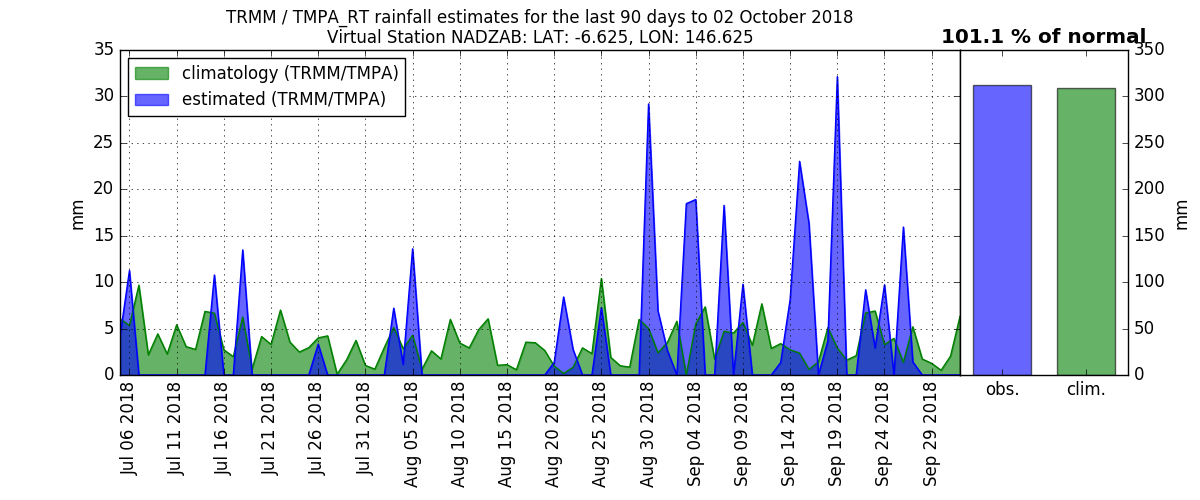 TRMM / TMPA_RT rainfall estimates for the last 90 days to 02 October 2018
Virtual Station NADZAB: LAT: -6.625, LON: 146.625
101.1 % of normal
climatology (TRMM/TMPA)
estimated (TRMM/TMPA)
35
30
25
20
15
10
5
0
mm
350
300
250
200
150
100
50
0
mm
Jul 06 2018
Jul 11 2018
Jul 16 2018
Jul 21 2018
Jul 26 2018
Jul 31 2018
Aug 05 2018
Aug 10 2018
Aug 15 2018
Aug 20 2018
Aug 25 2018
Aug 30 2018
Sep 04 2018
Sep 09 2018
Sep 14 2018
Sep 19 2018
Sep 24 2018
Sep 29 2018
obs.
clim.